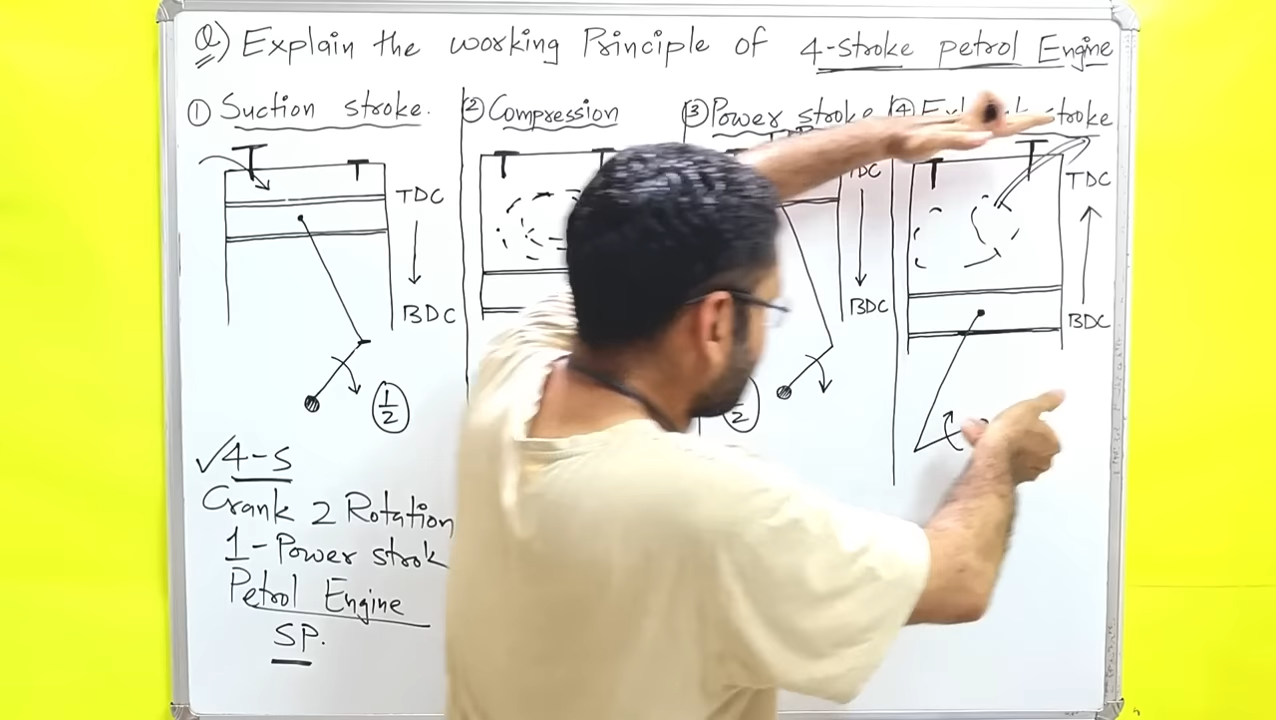 Q) Explain the working Principle of 4-stroke petrol Engine
① Suction stroke.
② Compression
③ Power stroke
④ stroke
TDC
BDC
1/2
TDC
BDC
2
TDC
BDC
✓4-S
Crank 2 Rotation
1-Power strok
Petrol Engine
SP.